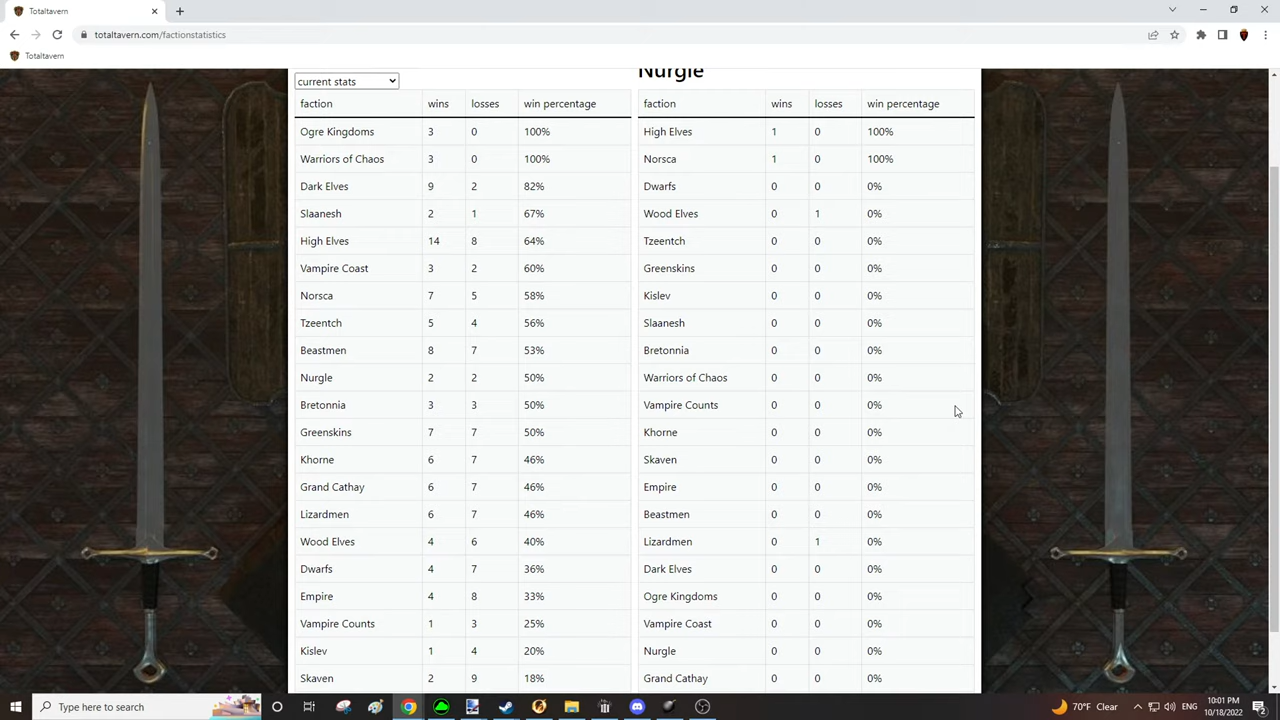 Totaltavern
totaltavern.com/factionstatistics
Totaltavern
current stats
Nurgle
faction wins losses win percentage
Ogre Kingdoms 3 0 100%
Warriors of Chaos 3 0 100%
Dark Elves 9 2 82%
Slaanesh 2 1 67%
High Elves 14 8 64%
Vampire Coast 3 2 60%
Norsca 7 5 58%
Tzeentch 5 4 56%
Beastmen 8 7 53%
Nurgle 2 2 50%
Bretonnia 3 3 50%
Greenskins 7 7 50%
Khorne 6 7 46%
Grand Cathay 6 7 46%
Lizardmen 6 7 46%
Wood Elves 4 6 40%
Dwarfs 4 7 36%
Empire 4 8 33%
Vampire Counts 1 3 25%
Kislev 1 4 20%
Skaven 2 9 18%
faction wins losses win percentage
High Elves 1 0 100%
Norsca 1 0 100%
Dwarfs 0 0 0%
Wood Elves 0 1 0%
Tzeentch 0 0 0%
Greenskins 0 0 0%
Kislev 0 0 0%
Slaanesh 0 0 0%
Bretonnia 0 0 0%
Warriors of Chaos 0 0 0%
Vampire Counts 0 0 0%
Khorne 0 0 0%
Skaven 0 0 0%
Empire 0 0 0%
Beastmen 0 0 0%
Lizardmen 0 1 0%
Dark Elves 0 0 0%
Ogre Kingdoms 0 0 0%
Vampire Coast 0 0 0%
Nurgle 0 0 0%
Grand Cathay 0 0 0%
Type here to search
70°F Clear
ENG
10:01 PM
10/18/2022
2